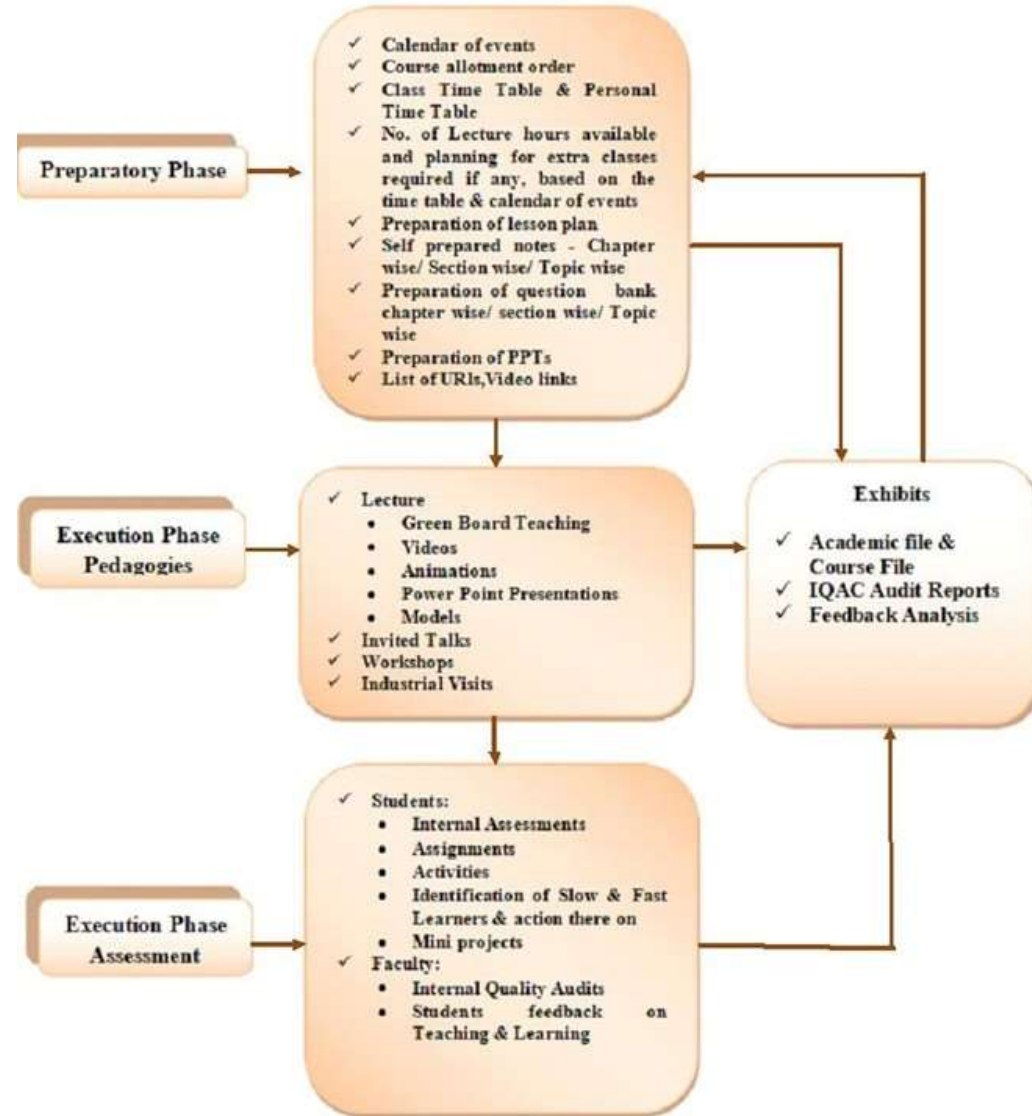 Preparatory Phase
✓ Calendar of events
✓ Course allotment order
✓ Class Time Table & Personal
Time Table
✓ No. of Lecture hours available
and planning for extra classes
required if any, based on the
time table & calendar of events
✓ Preparation of lesson plan
✓ Self prepared notes - Chapter
wise/ Section wise/ Topic wise
✓ Preparation of question bank
chapter wise/ section wise/ Topic
wise
✓ Preparation of PPTs
✓ List of URls,Video links
Execution Phase
Pedagogies
✓ Lecture
• Green Board Teaching
• Videos
• Animations
• Power Point Presentations
• Models
✓ Invited Talks
✓ Workshops
✓ Industrial Visits
Exhibits
✓ Academic file &
Course File
✓ IQAC Audit Reports
✓ Feedback Analysis
Execution Phase
Assessment
✓ Students:
• Internal Assessments
• Assignments
• Activities
• Identification of Slow & Fast
Learners & action there on
• Mini projects
✓ Faculty:
• Internal Quality Audits
• Students feedback on
Teaching & Learning